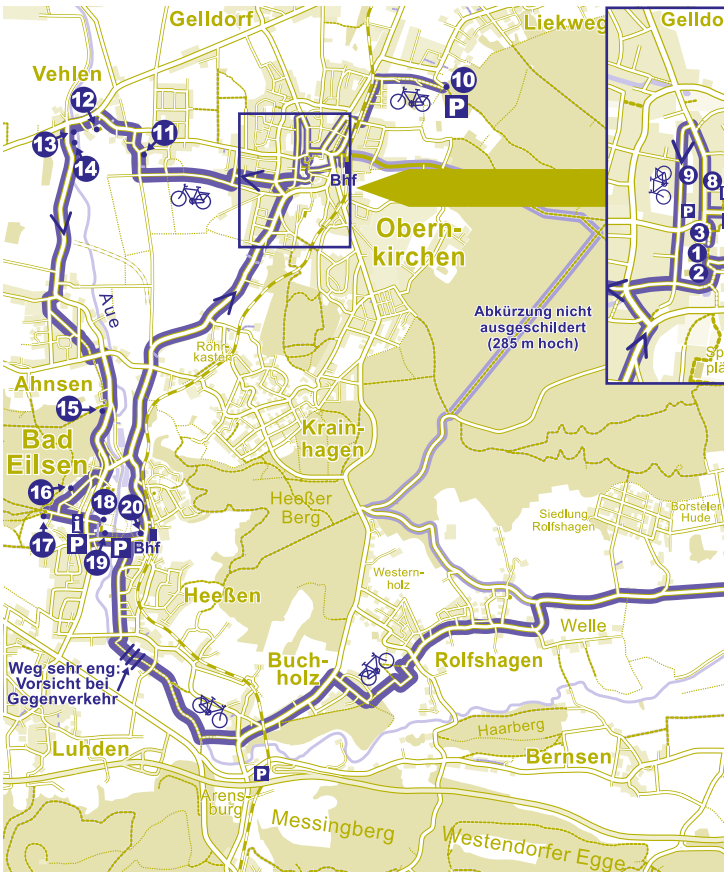 Gelldorf
Liekweg
Gelldo
Vehlen
12
10
P
13
11
14
8
9
P
3
1
2
Bhf
Obern-
kirchen
Aue
Abkürzung nicht
ausgeschildert
(285 m hoch)
Röhr-
kasten
Sp
plä
Ahnsen
15
Krain-
hagen
Bad
Eilsen
16
Heeßer
Berg
18
20
17
i
P
19
P
Bhf
Siedlung
Rolfshagen
Borsteler
Hude
Western-
holz
Heeßen
Welle
Buch-
holz
Rolfshagen
Weg sehr eng:
Vorsicht bei
Gegenverkehr
Haarberg
Luhden
Bernsen
P
Arens-
burg
Messingberg
Westendorfer Egge